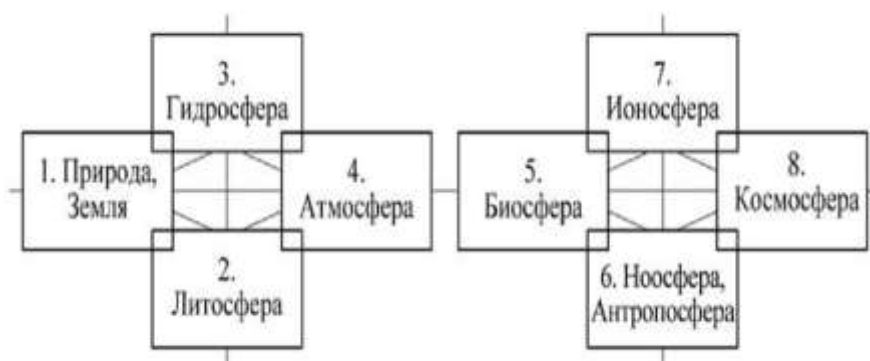 3.
Гидросфера
1. Природа,
Земля
4.
Атмосфера
2.
Литосфера
7.
Ионосфера
5.
Биосфера
8.
Космосфера
6. Ноосфера,
Антропосфера